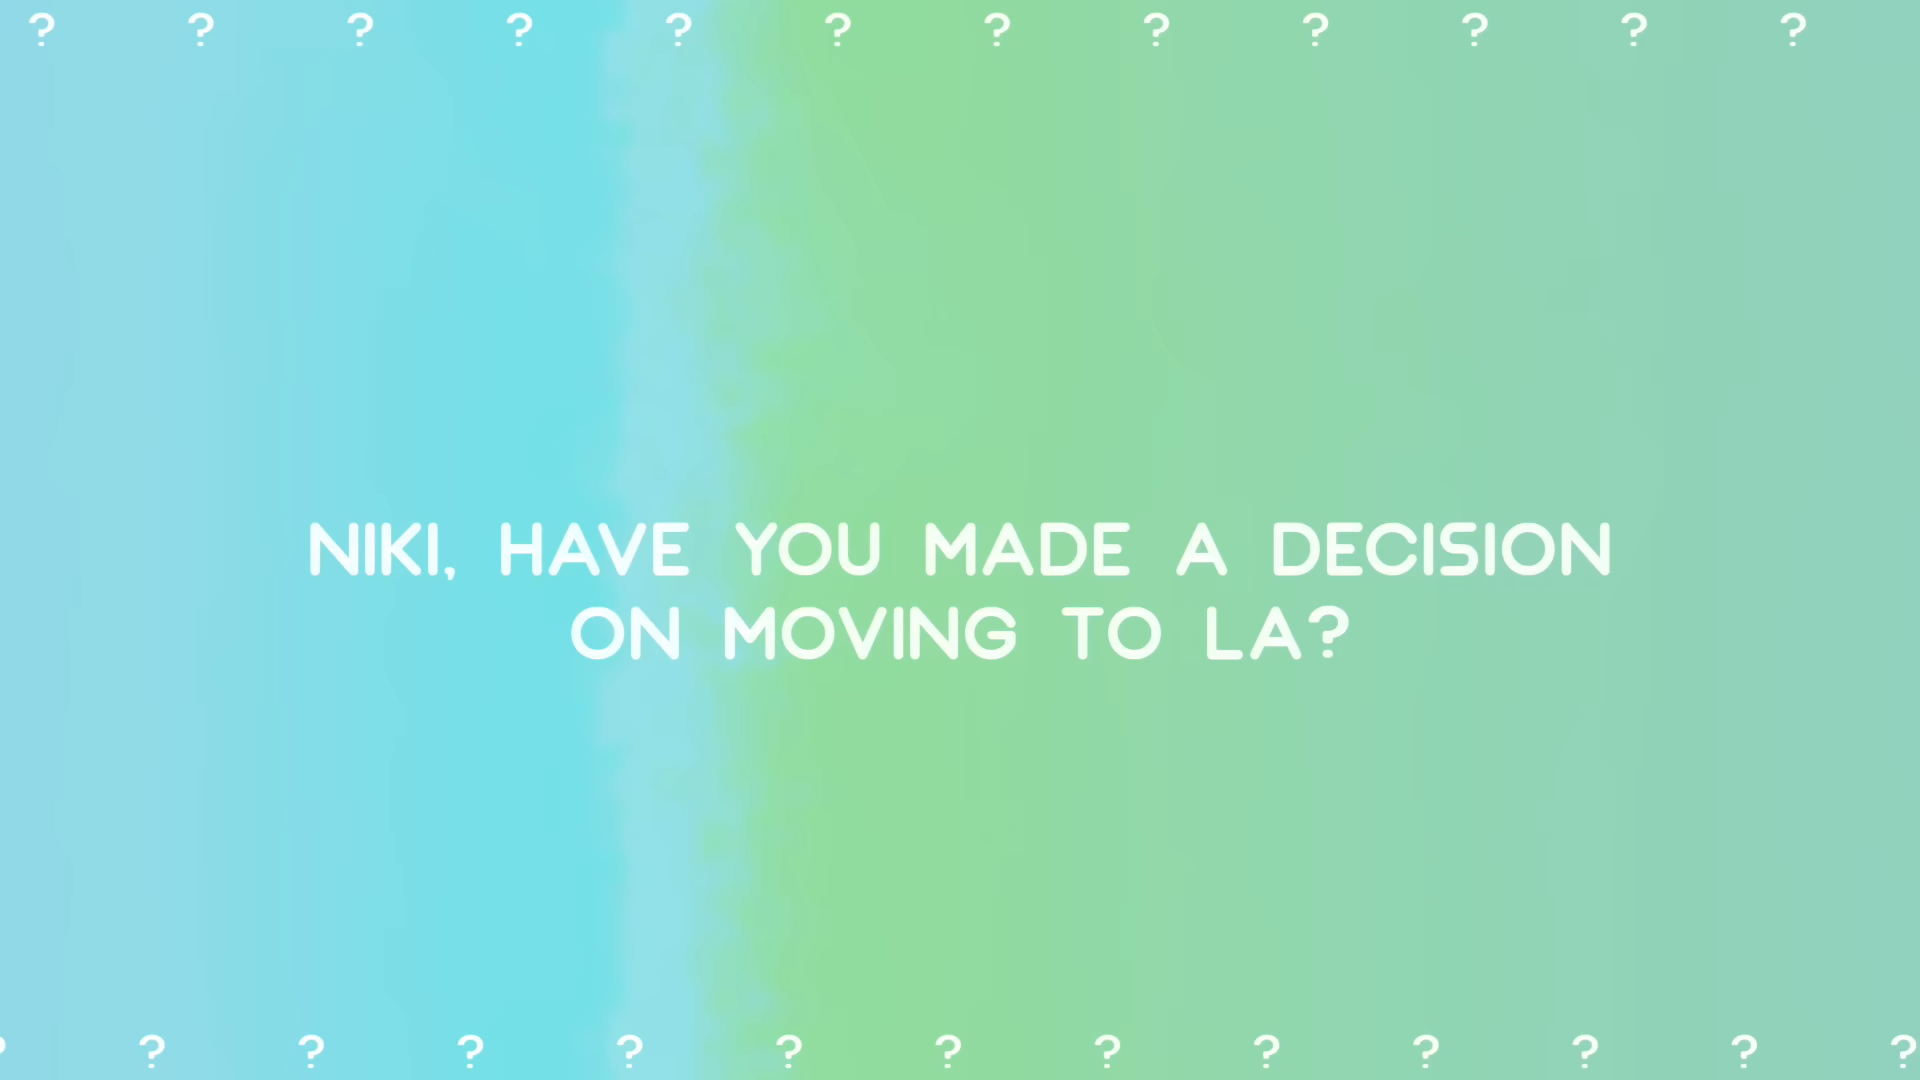 ? ? ? ? ? ? ? ? ? ? ? ?
NIKI, HAVE YOU MADE A DECISION
ON MOVING TO LA?
? ? ? ? ? ? ? ? ? ? ? ?